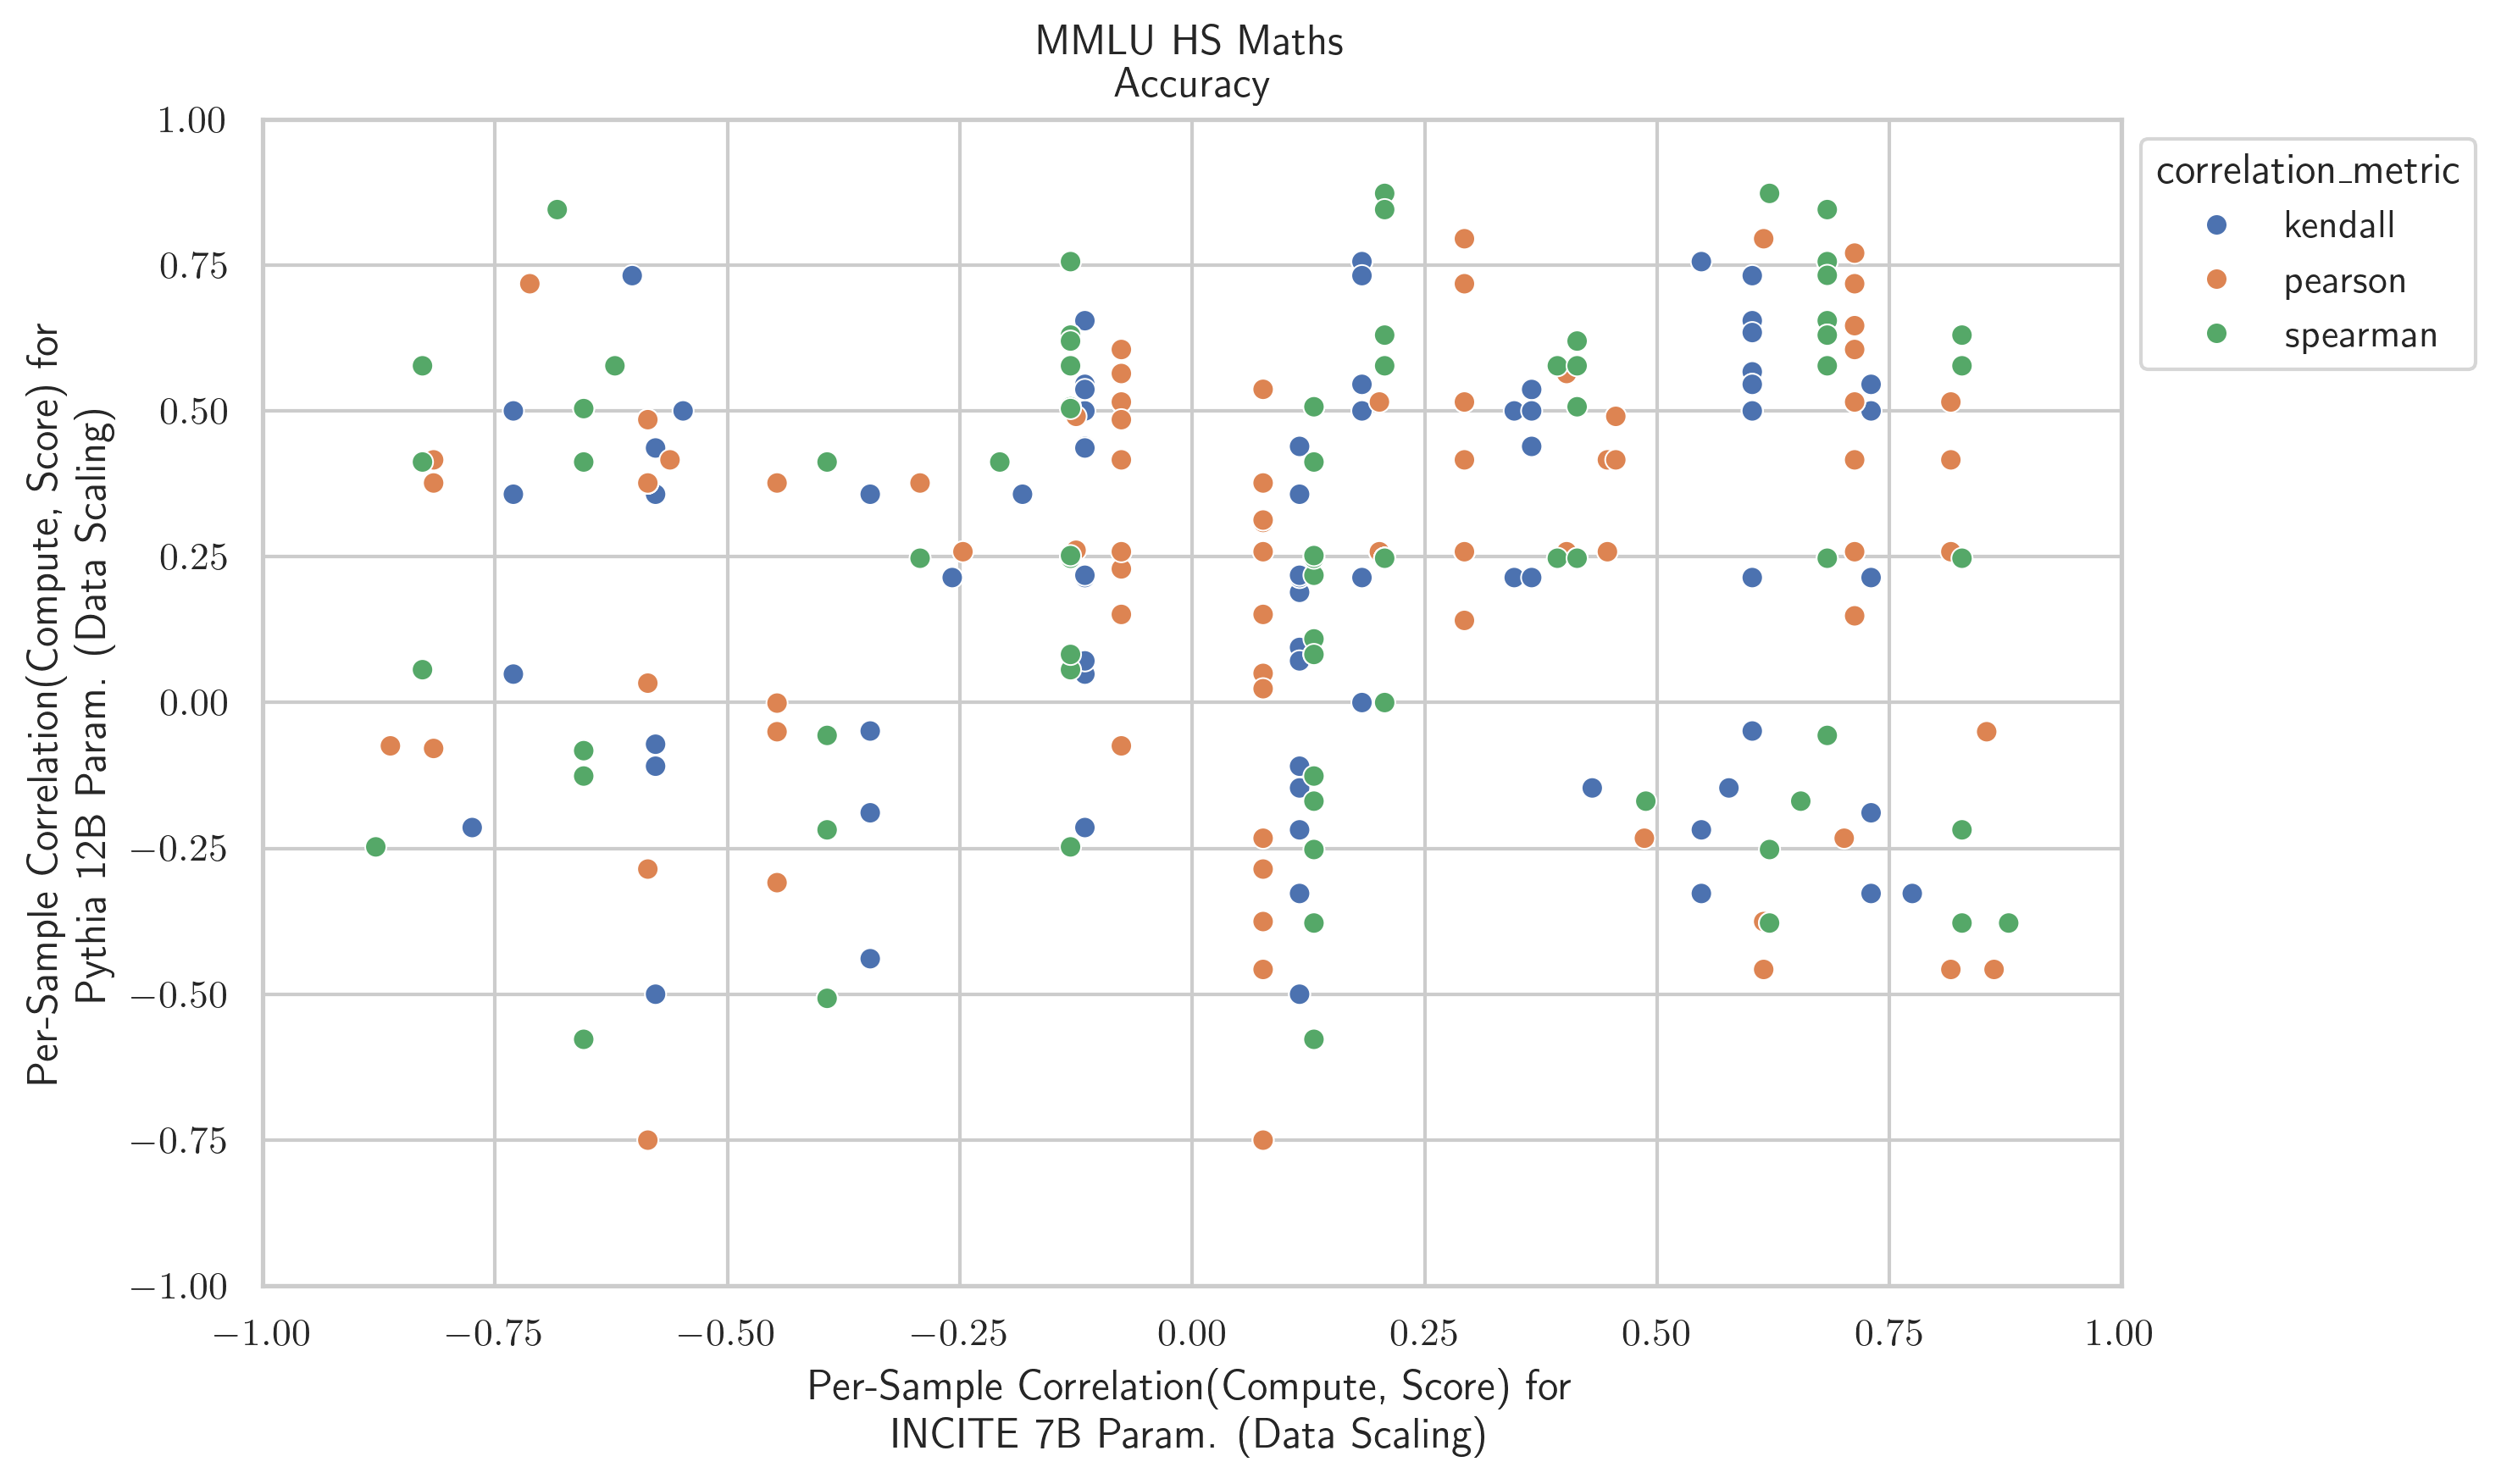 MMLU HS Maths
Accuracy
Per-Sample Correlation(Compute, Score) for
Pythia 12B Param. (Data Scaling)
1.00
0.75
0.50
0.25
0.00
−0.25
−0.50
−0.75
−1.00
−1.00
−0.75
−0.50
−0.25
0.00
0.25
0.50
0.75
1.00
Per-Sample Correlation(Compute, Score) for
INCITE 7B Param. (Data Scaling)
correlation_metric
kendall
pearson
spearman